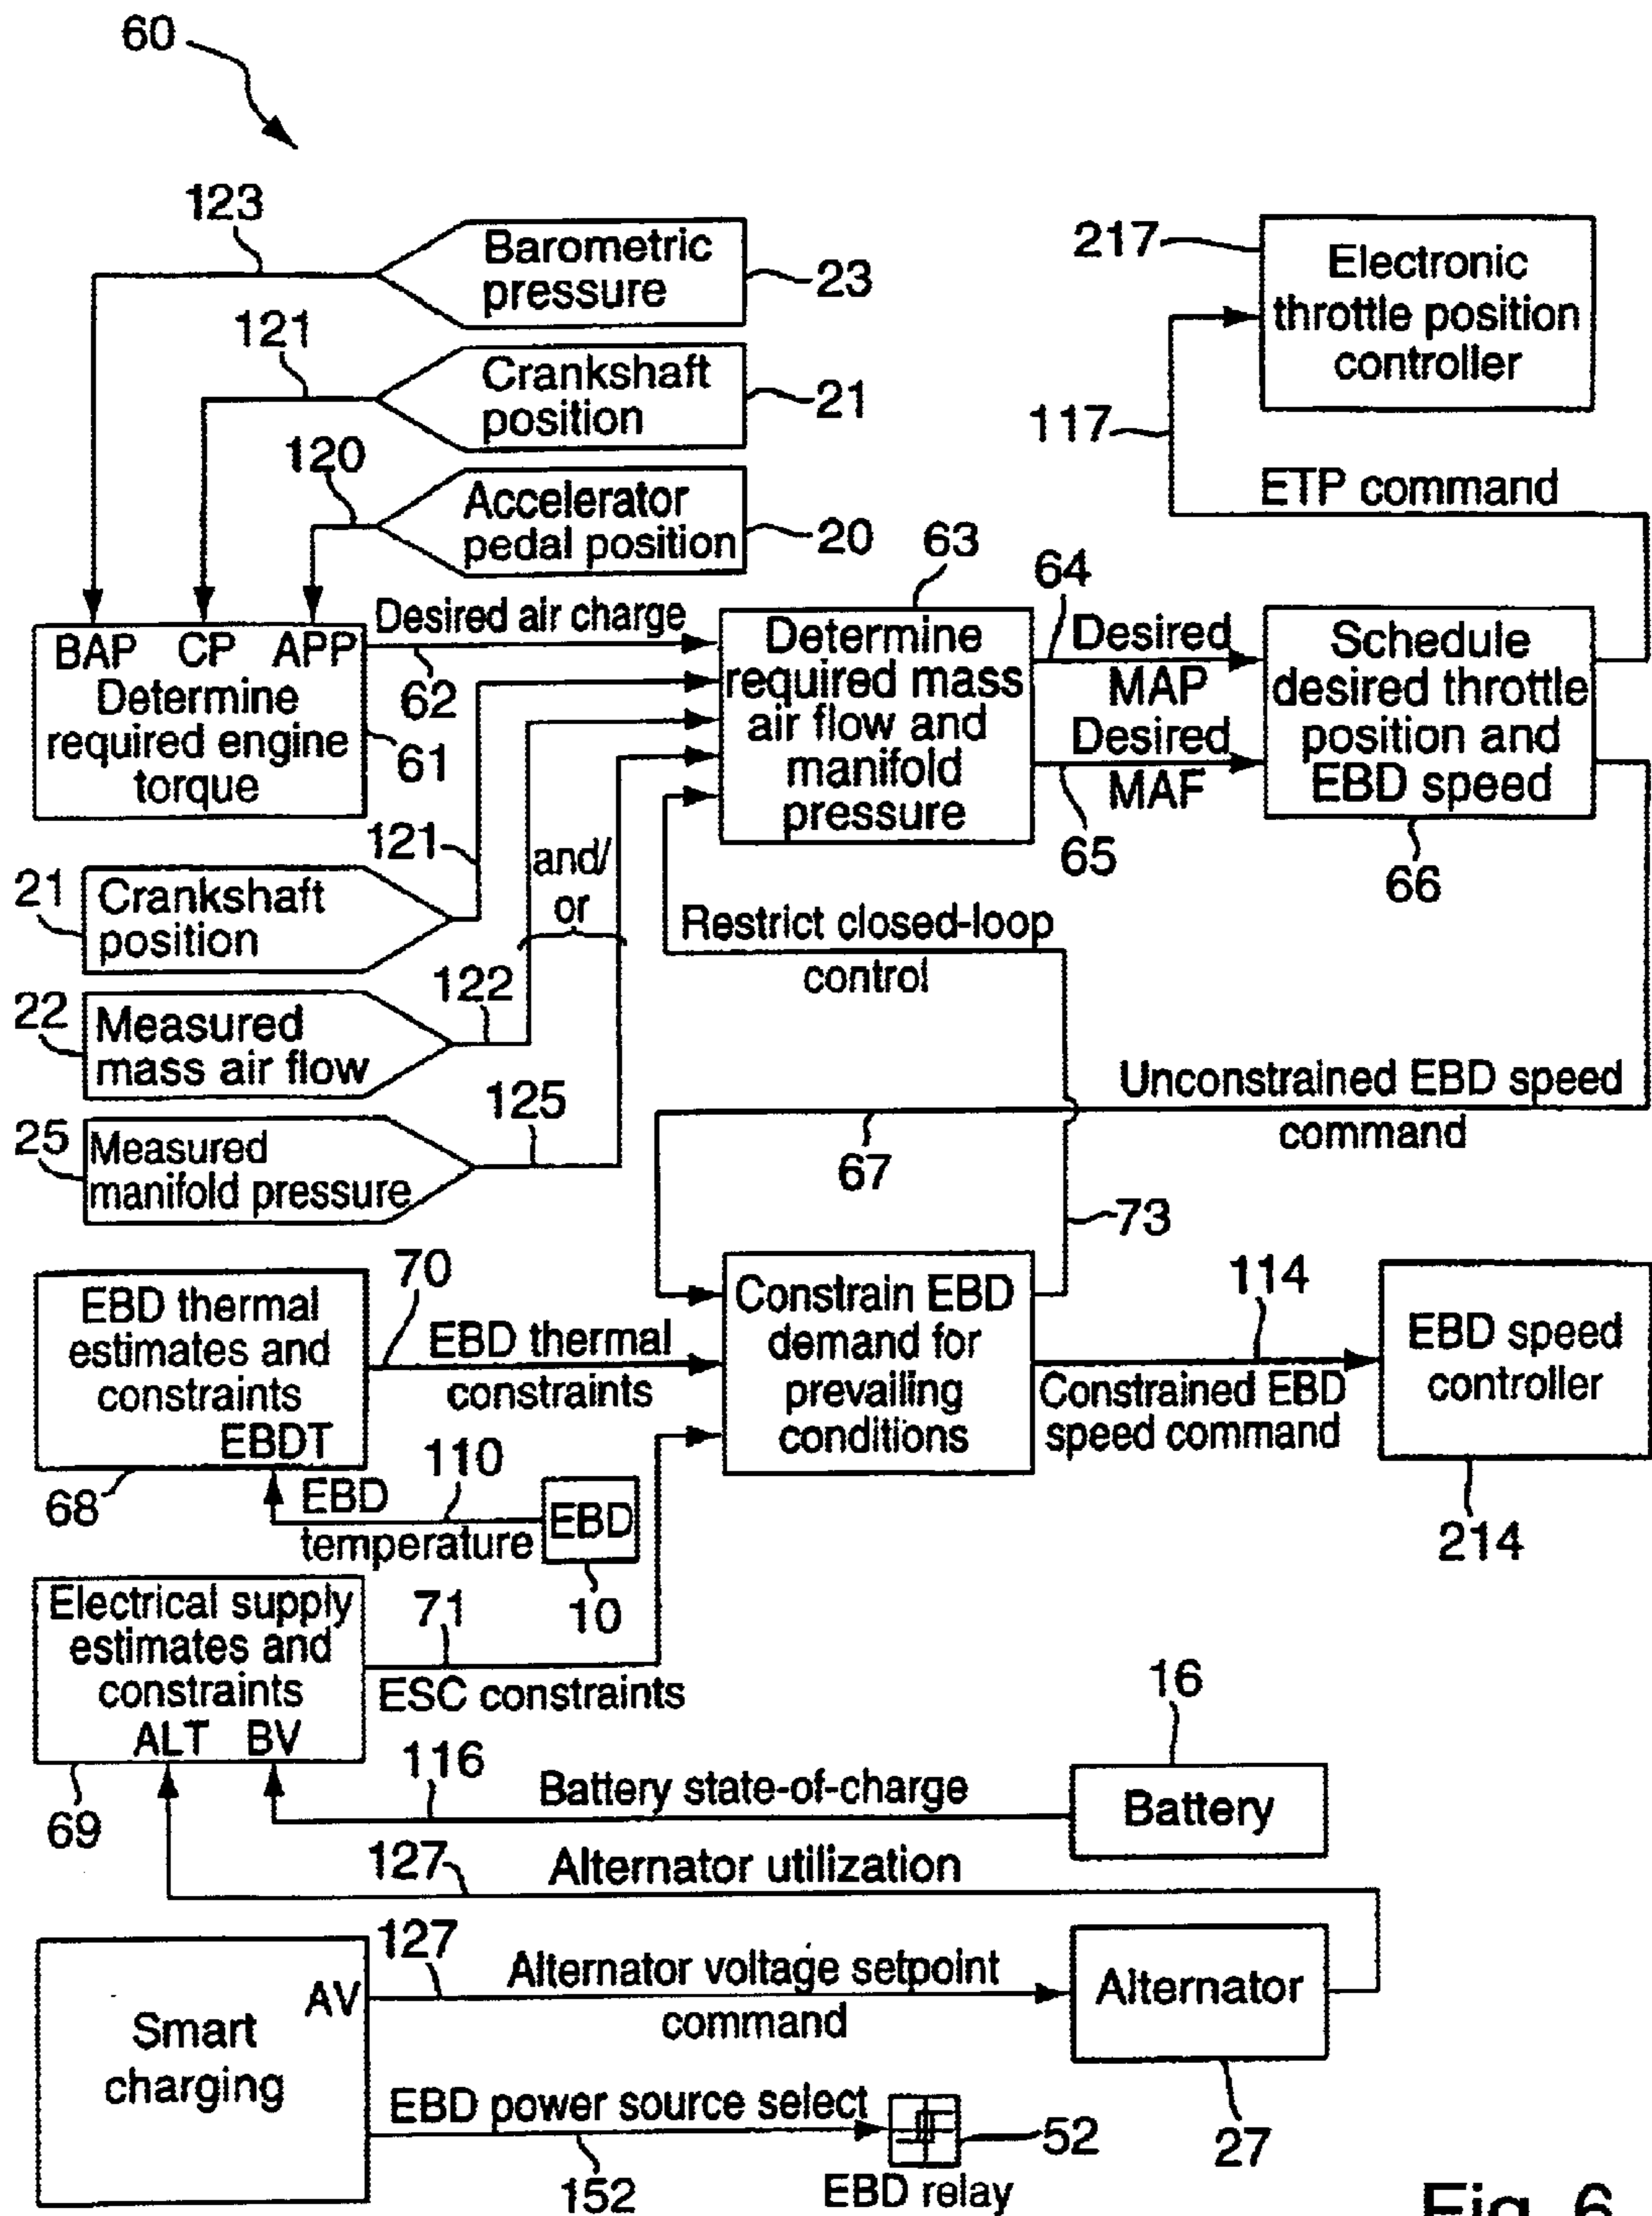 60
123
Barometric
pressure
23
121
Crankshaft
position
21
120
Accelerator
pedal position
20
217
Electronic
throttle position
controller
117
ETP command
BAP CP APP
Determine
required engine
torque
61
Desired air charge
62
63
Determine
required mass
air flow and
manifold
pressure
64
Desired
MAP
Desired
MAF
65
Schedule
desired throttle
position and
EBD speed
66
121
and/
or
21
Crankshaft
position
22
Measured
mass air flow
122
25
Measured
manifold pressure
125
Restrict closed-loop
control
Unconstrained EBD speed
command
67
73
EBD thermal
estimates and
constraints
EBDT
68
70
EBD thermal
constraints
110
EBD
temperature
EBD
10
Constrain EBD
demand for
prevailing
conditions
114
Constrained EBD
speed command
EBD speed
controller
214
Electrical supply
estimates and
constraints
ALT BV
69
71
ESC constraints
116
Battery state-of-charge
16
Battery
127
Alternator utilization
Smart
charging
AV
127
Alternator voltage setpoint
command
Alternator
27
EBD power source select
152
52
EBD relay
Fig. 6